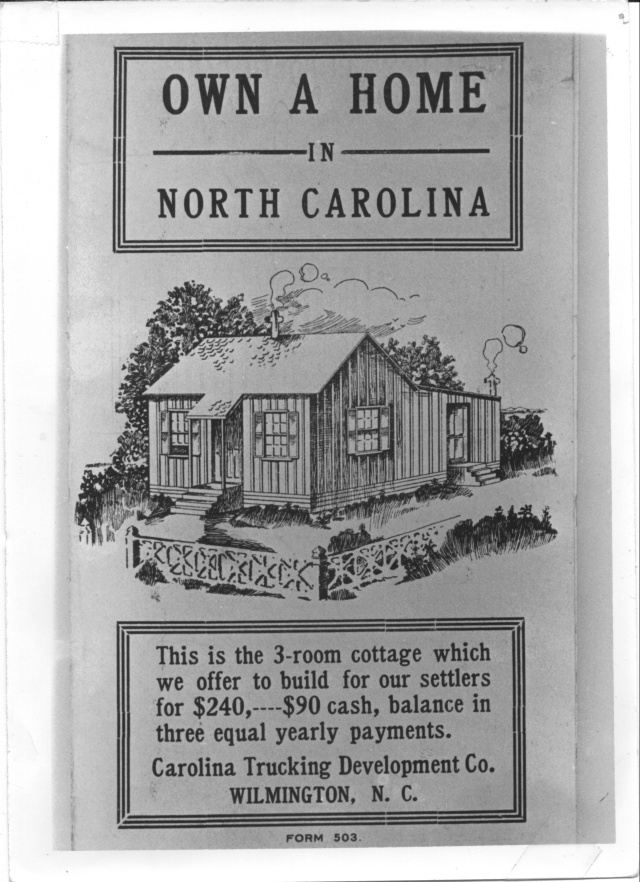 OWN A HOME
IN
NORTH CAROLINA
This is the 3-room cottage which
we offer to build for our settlers
for $240,----$90 cash, balance in
three equal yearly payments.
Carolina Trucking Development Co.
WILMINGTON, N. C.
FORM 503.